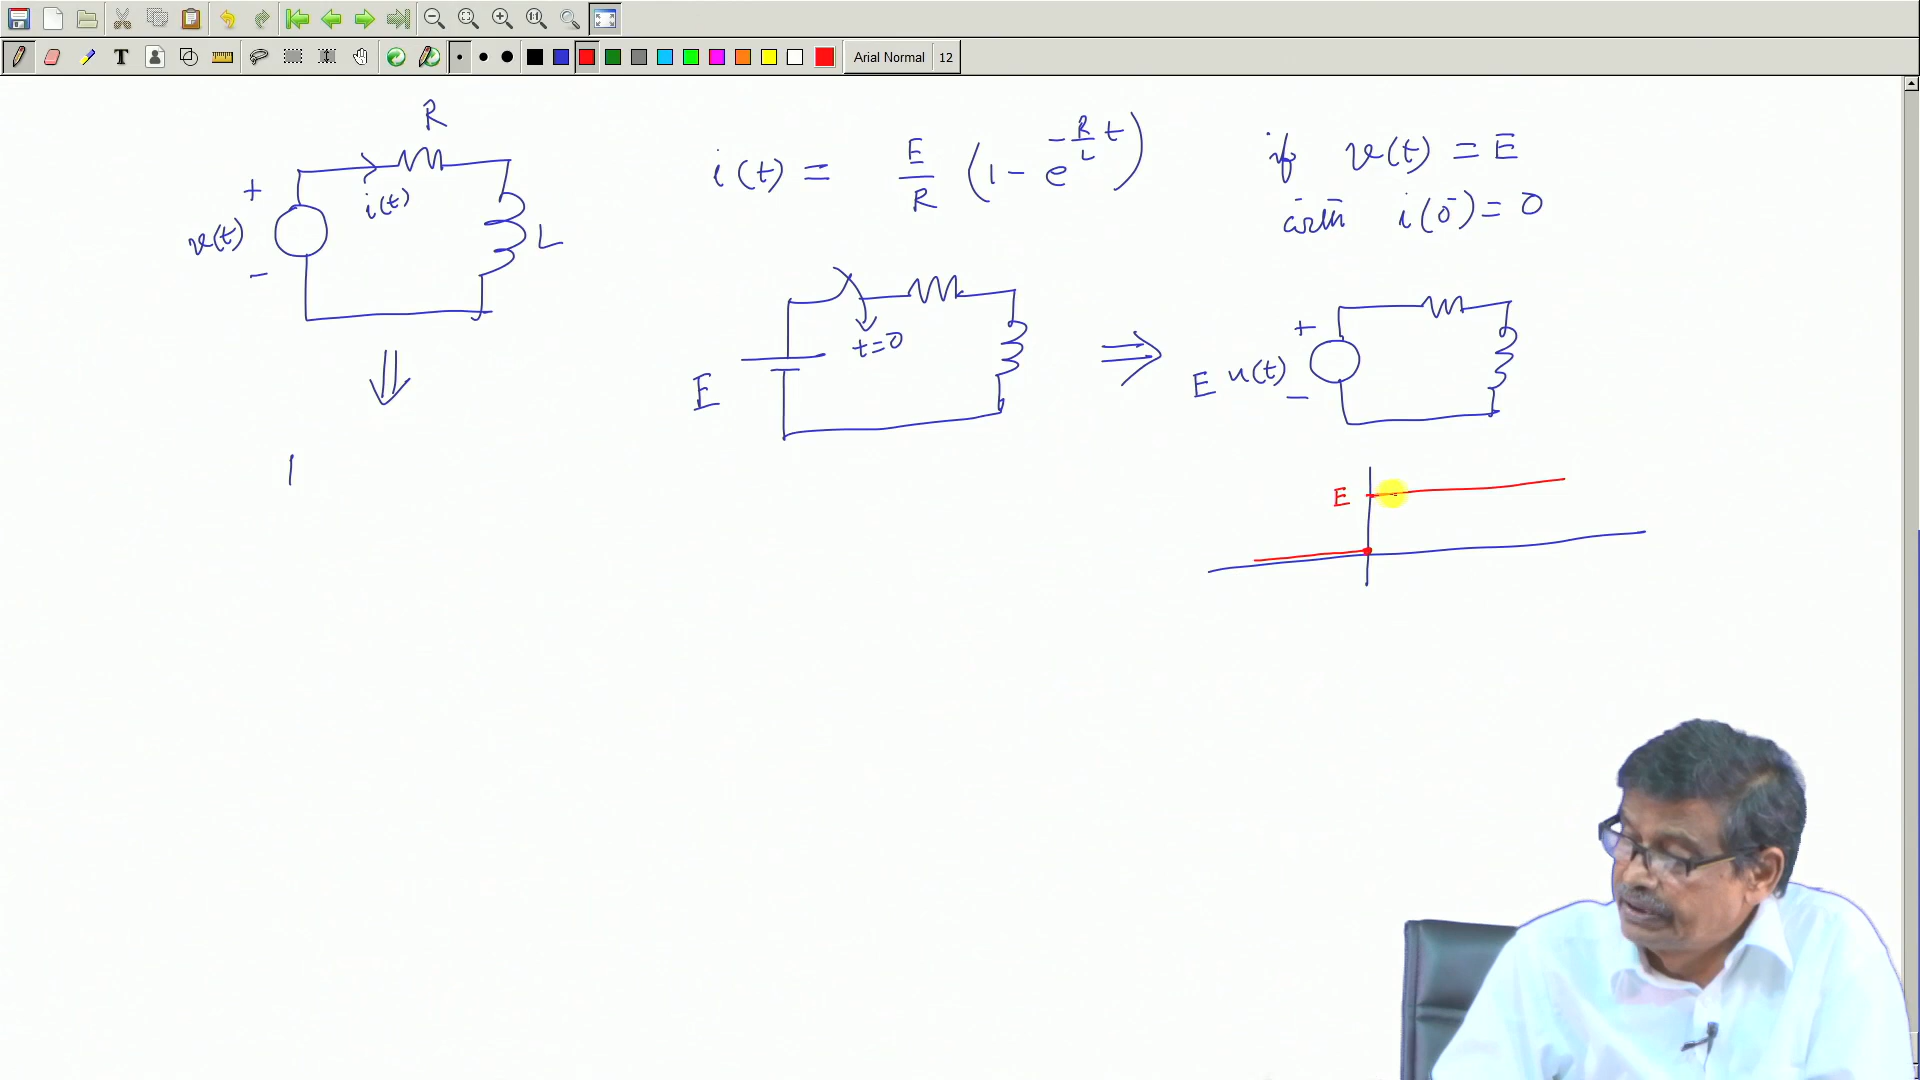 Arial Normal 12
R
i(t)
+
v(t)
-
L
i(t) = E/R (1 - e^{-R/L t})
if v(t) = E
with i(0⁻) = 0
t=0
E
+
E u(t)
-
E